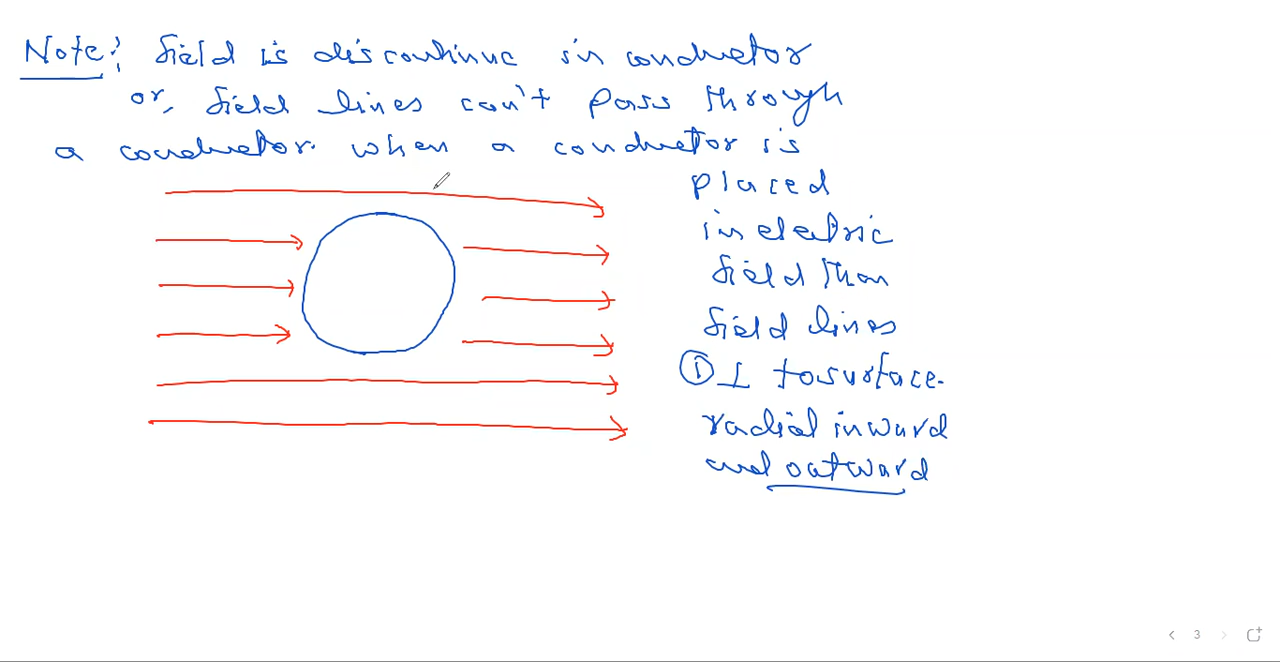 Note: field is discontinue in conductor
or, field lines can't pass through
a conductor. when a conductor is
placed
in electric
field than
field lines
① ⊥ to surface.
radial inward
and outward
3